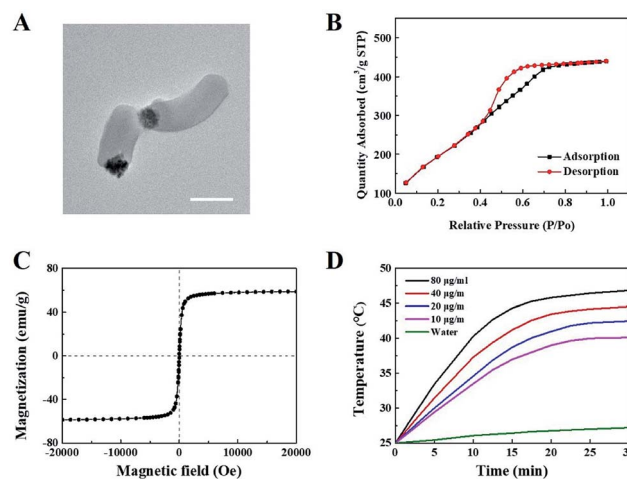 A
B
Quantity Adsorbed (cm³/g STP)
500
400
300
200
100
Adsorption
Desorption
0.0 0.2 0.4 0.6 0.8 1.0
Relative Pressure (P/Po)
C
Magnetization (emu/g)
80
40
0
-40
-80
-20000 -10000 0 10000 20000
Magnetic field (Oe)
D
Temperature (°C)
50
45
40
35
30
25
80 μg/ml
40 μg/m
20 μg/m
10 μg/m
Water
0 5 10 15 20 25 30
Time (min)